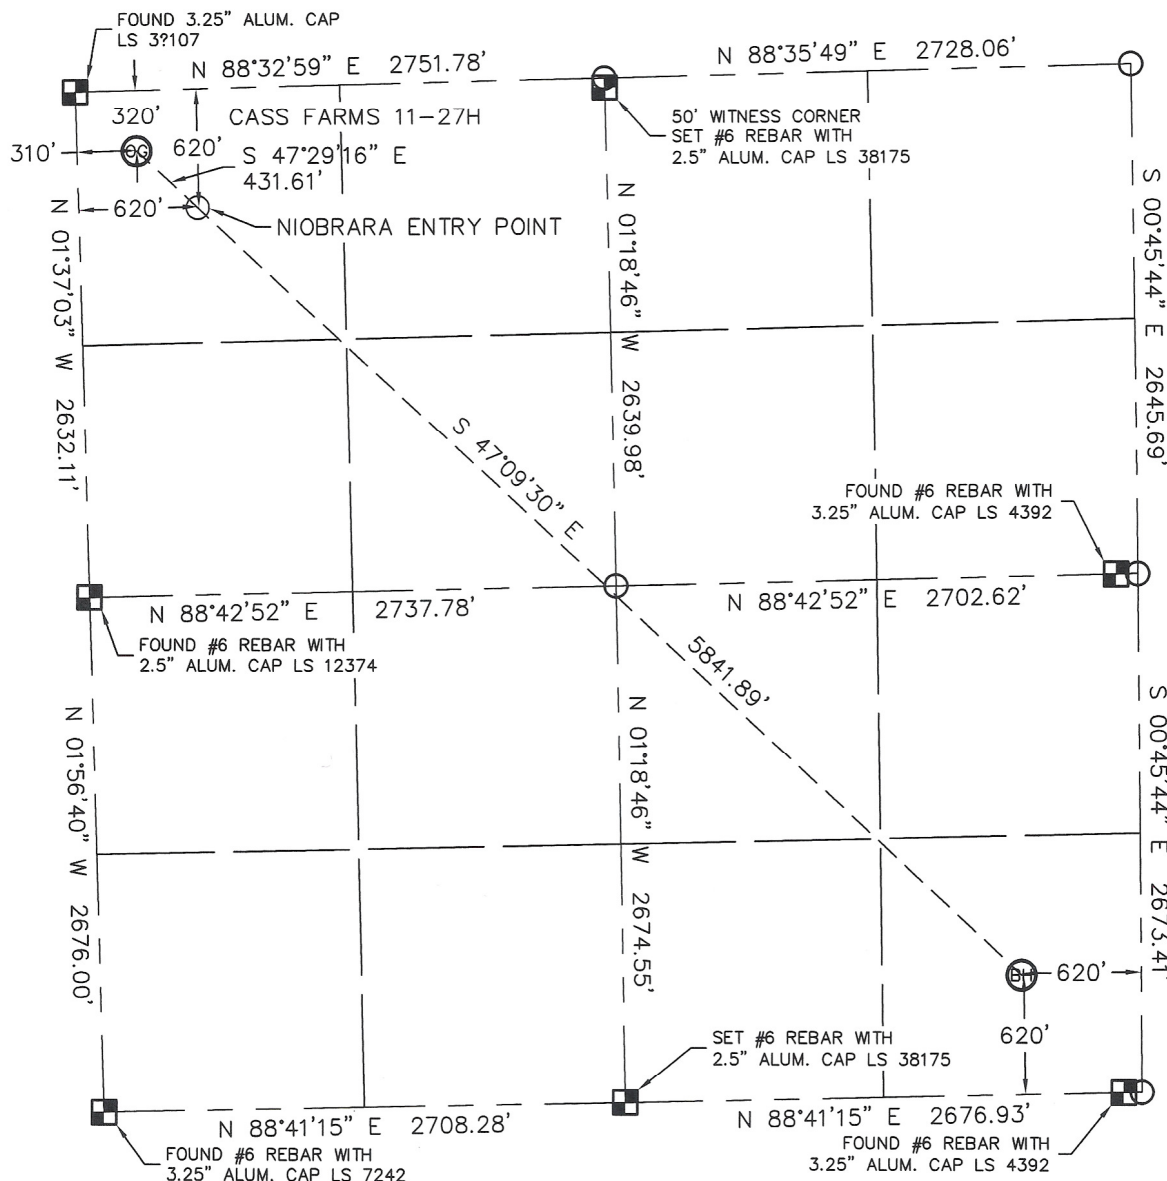 FOUND 3.25" ALUM. CAP
LS 3?107
N 88°32'59" E 2751.78'
N 88°35'49" E 2728.06'
320'
CASS FARMS 11-27H
50' WITNESS CORNER
SET #6 REBAR WITH
2.5" ALUM. CAP LS 38175
310'
OG
620'
S 47°29'16" E
431.61'
620'
NIOBRARA ENTRY POINT
N 01°37'03" W 2632.11'
N 01°18'46" W 2639.98'
S 00°45'44" E 2645.69'
S 47°09'30" E
FOUND #6 REBAR WITH
3.25" ALUM. CAP LS 4392
N 88°42'52" E 2737.78'
N 88°42'52" E 2702.62'
FOUND #6 REBAR WITH
2.5" ALUM. CAP LS 12374
5841.89'
N 01°56'40" W 2676.00'
N 01°18'46" W 2674.55'
S 00°45'44" E 2673.41'
BH
620'
620'
SET #6 REBAR WITH
2.5" ALUM. CAP LS 38175
N 88°41'15" E 2708.28'
N 88°41'15" E 2676.93'
FOUND #6 REBAR WITH
3.25" ALUM. CAP LS 7242
FOUND #6 REBAR WITH
3.25" ALUM. CAP LS 4392